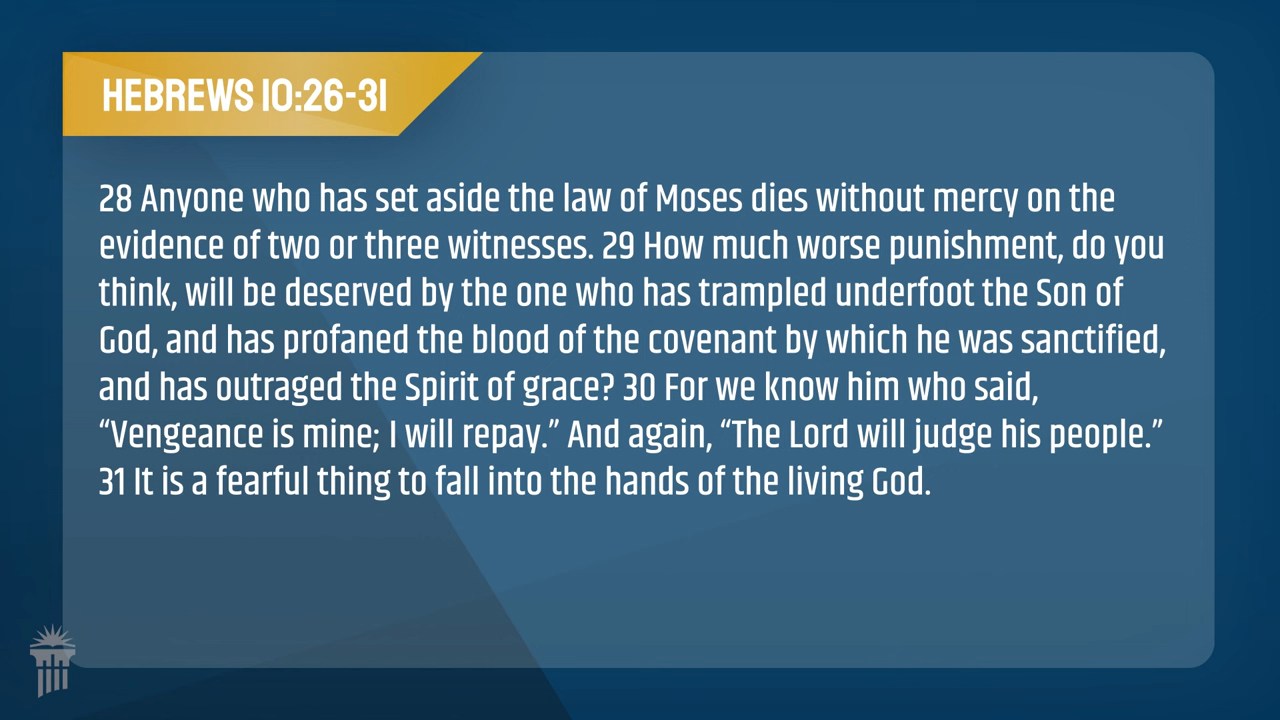 HEBREWS 10:26-31
28 Anyone who has set aside the law of Moses dies without mercy on the
evidence of two or three witnesses. 29 How much worse punishment, do you
think, will be deserved by the one who has trampled underfoot the Son of
God, and has profaned the blood of the covenant by which he was sanctified,
and has outraged the Spirit of grace? 30 For we know him who said,
“Vengeance is mine; I will repay.” And again, “The Lord will judge his people.”
31 It is a fearful thing to fall into the hands of the living God.